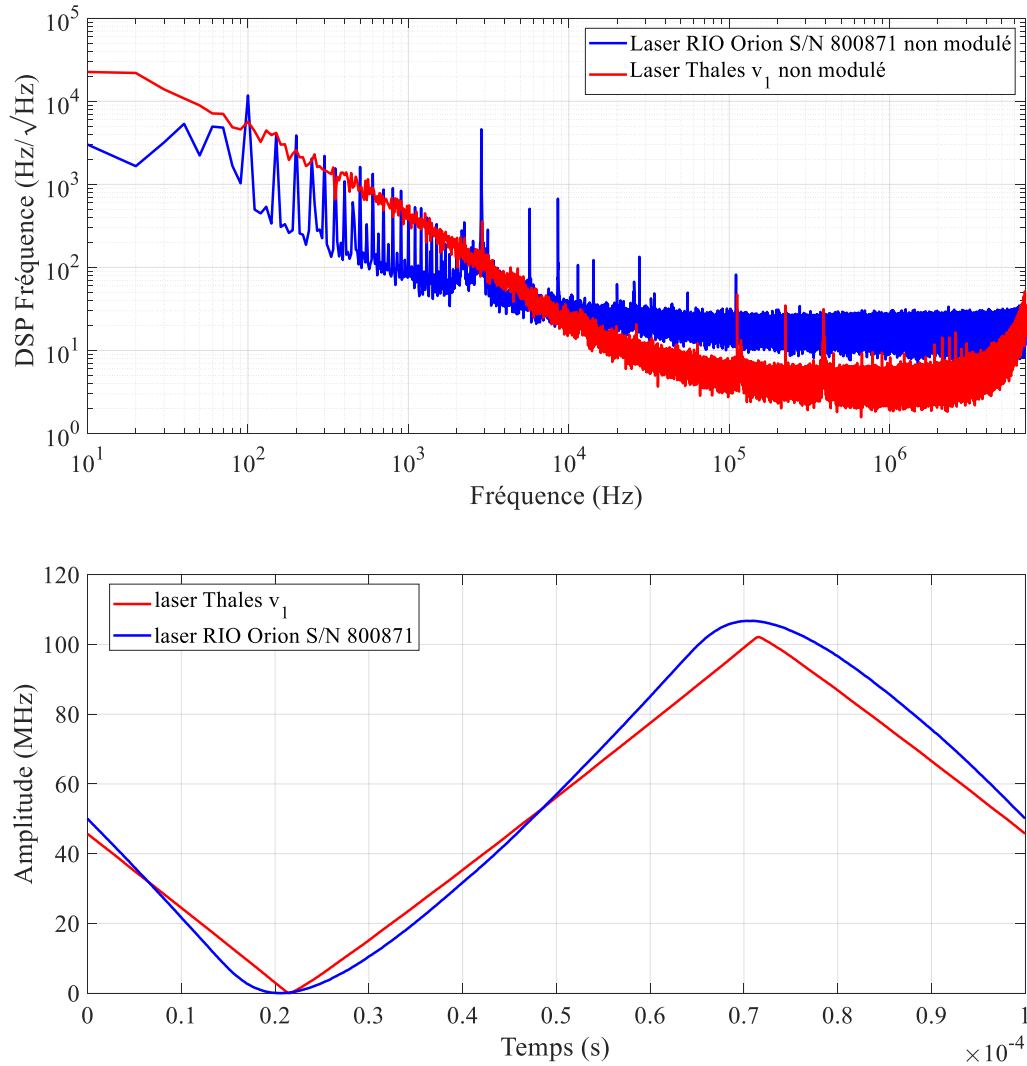 10^5
10^4
10^3
10^2
10^1
10^0
DSP Fréquence (Hz/√Hz)
Laser RIO Orion S/N 800871 non modulé
Laser Thales v_1 non modulé
10^1 10^2 10^3 10^4 10^5 10^6
Fréquence (Hz)
120
100
80
60
40
20
0
Amplitude (MHz)
laser Thales v_1
laser RIO Orion S/N 800871
0 0.1 0.2 0.3 0.4 0.5 0.6 0.7 0.8 0.9 1
Temps (s)
×10^-4